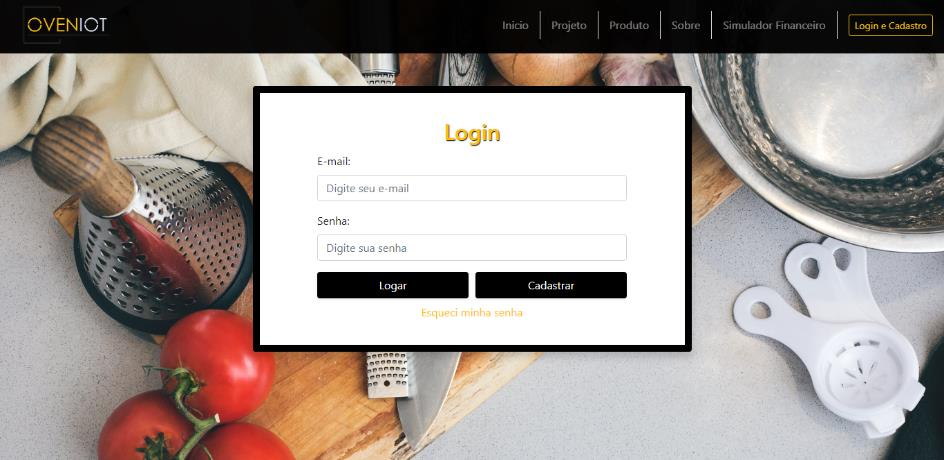 OVENIOT
Inicio
Projeto
Produto
Sobre
Simulador Financeiro
Login e Cadastro
Login
E-mail:
Digite seu e-mail
Senha:
Digite sua senha
Logar
Cadastrar
Esqueci minha senha